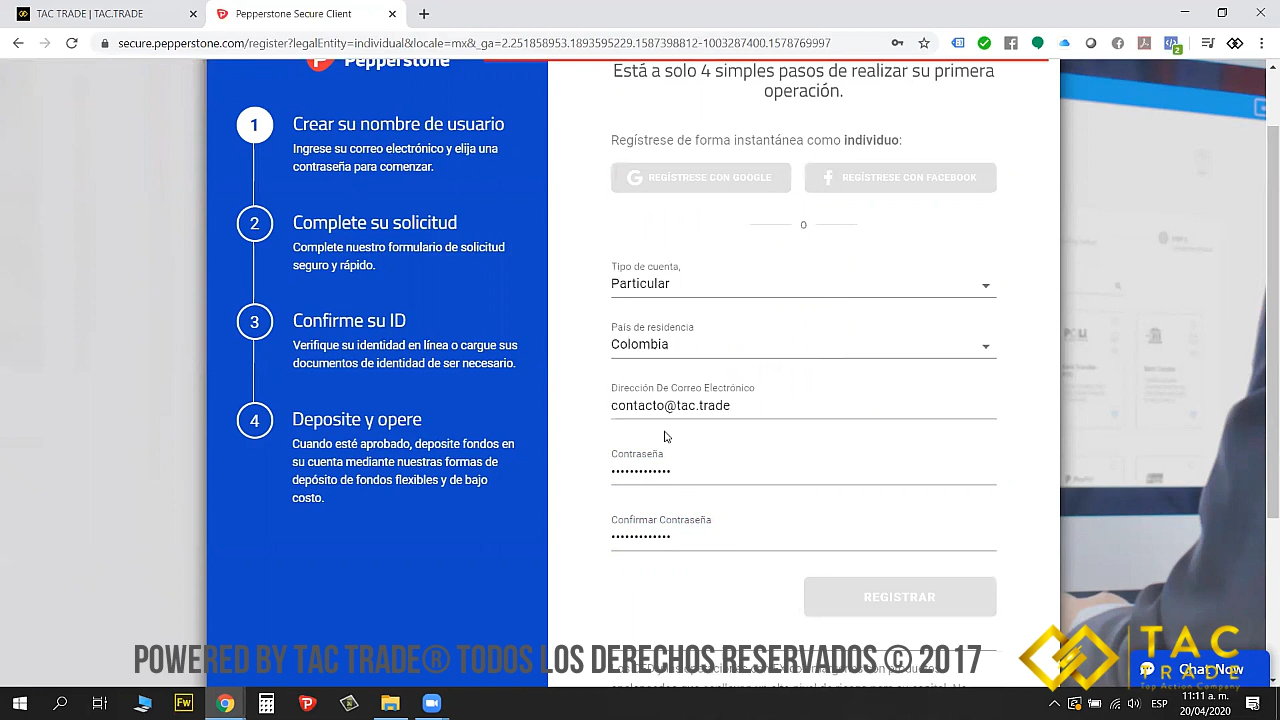 TAC TRADE | TAC.TRADE
Pepperstone Secure Client
secure.pepperstone.com/register?legalEntity=individual&locale=mx&_ga=2.251858953.1893595229.1587398812-1003287400.1578769997
Pepperstone
1
Crear su nombre de usuario
Ingrese su correo electrónico y elija una
contraseña para comenzar.
2
Complete su solicitud
Complete nuestro formulario de solicitud
seguro y rápido.
3
Confirme su ID
Verifique su identidad en línea o cargue sus
documentos de identidad de ser necesario.
4
Deposite y opere
Cuando esté aprobado, deposite fondos en
su cuenta mediante nuestras formas de
depósito de fondos flexibles y de bajo
costo.
Está a solo 4 simples pasos de realizar su primera
operación.
Regístrese de forma instantánea como individuo:
REGÍSTRESE CON GOOGLE
REGÍSTRESE CON FACEBOOK
O
Tipo de cuenta,
Particular
País de residencia
Colombia
Dirección De Correo Electrónico
contacto@tac.trade
Contraseña
•••••••••••••
Confirmar Contraseña
•••••••••••••
REGISTRAR
POWERED BY TAC TRADE® TODOS LOS DERECHOS RESERVADOS © 2017
TAC
TRADE
Top Action Company
Chat Now
Fw
ESP
11:11 a. m.
20/04/2020
2